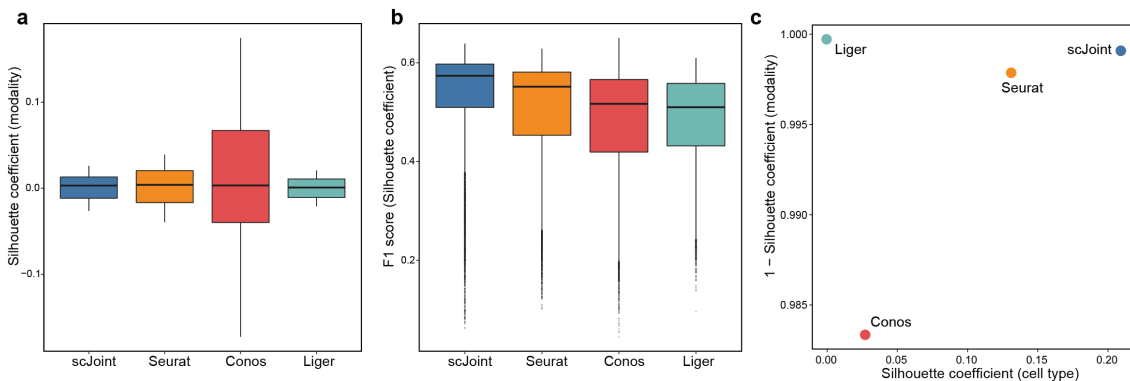 a
Silhouette coefficient (modality)
0.1
0.0
−0.1
scJoint Seurat Conos Liger
b
F1 score (Silhouette coefficient)
0.6
0.4
0.2
scJoint Seurat Conos Liger
c
1 − Silhouette coefficient (modality)
1.000
0.995
0.990
0.985
Liger
scJoint
Seurat
Conos
0.00 0.05 0.10 0.15 0.20
Silhouette coefficient (cell type)